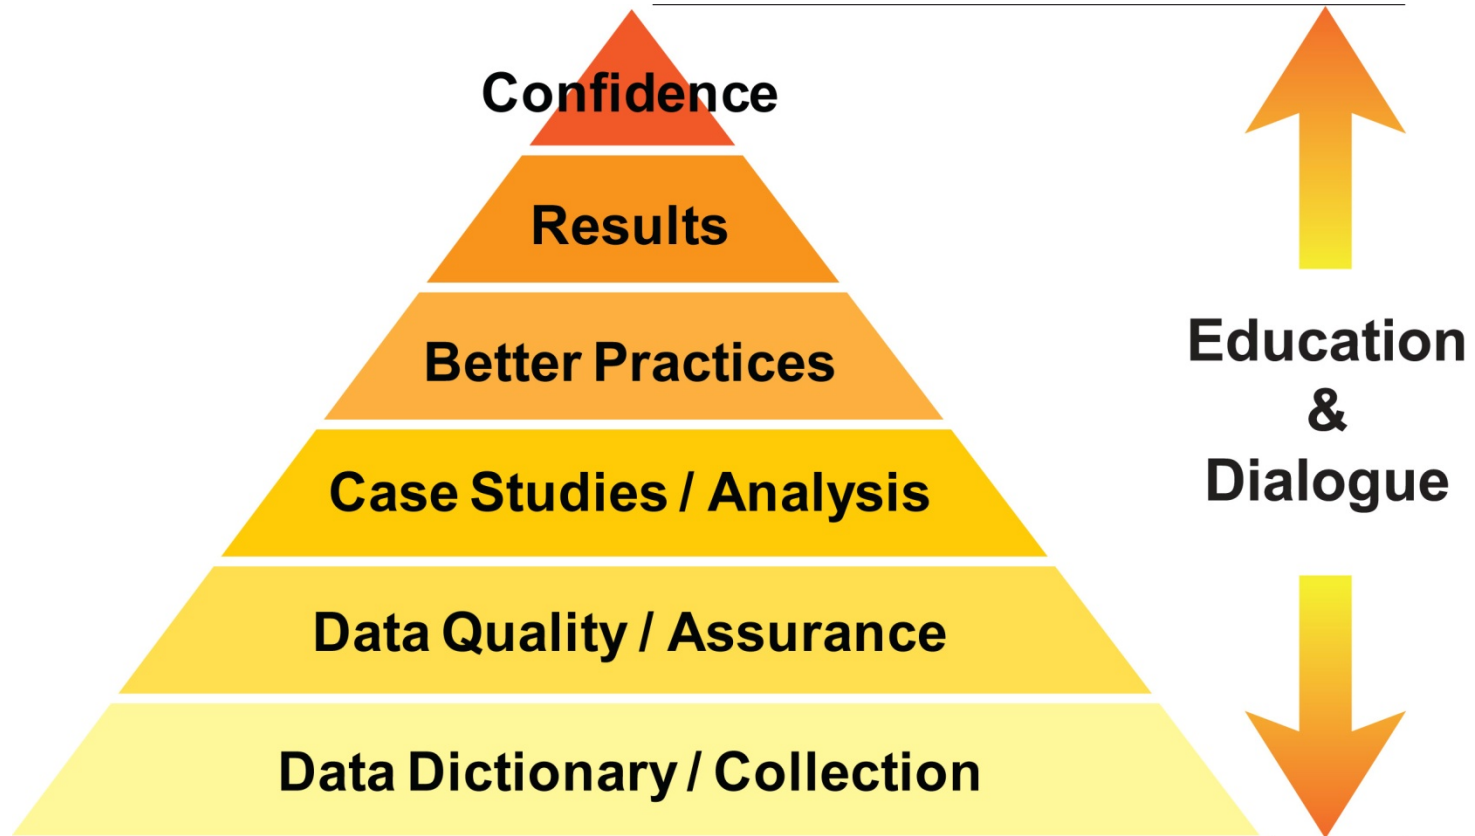 Confidence
Results
Better Practices
Case Studies / Analysis
Data Quality / Assurance
Data Dictionary / Collection
Education
&
Dialogue